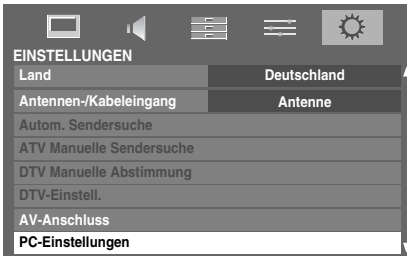 EINSTELLUNGEN
Land Deutschland
Antennen-/Kabeleingang Antenne
Autom. Sendersuche
ATV Manuelle Sendersuche
DTV Manuelle Abstimmung
DTV-Einstell.
AV-Anschluss
PC-Einstellungen